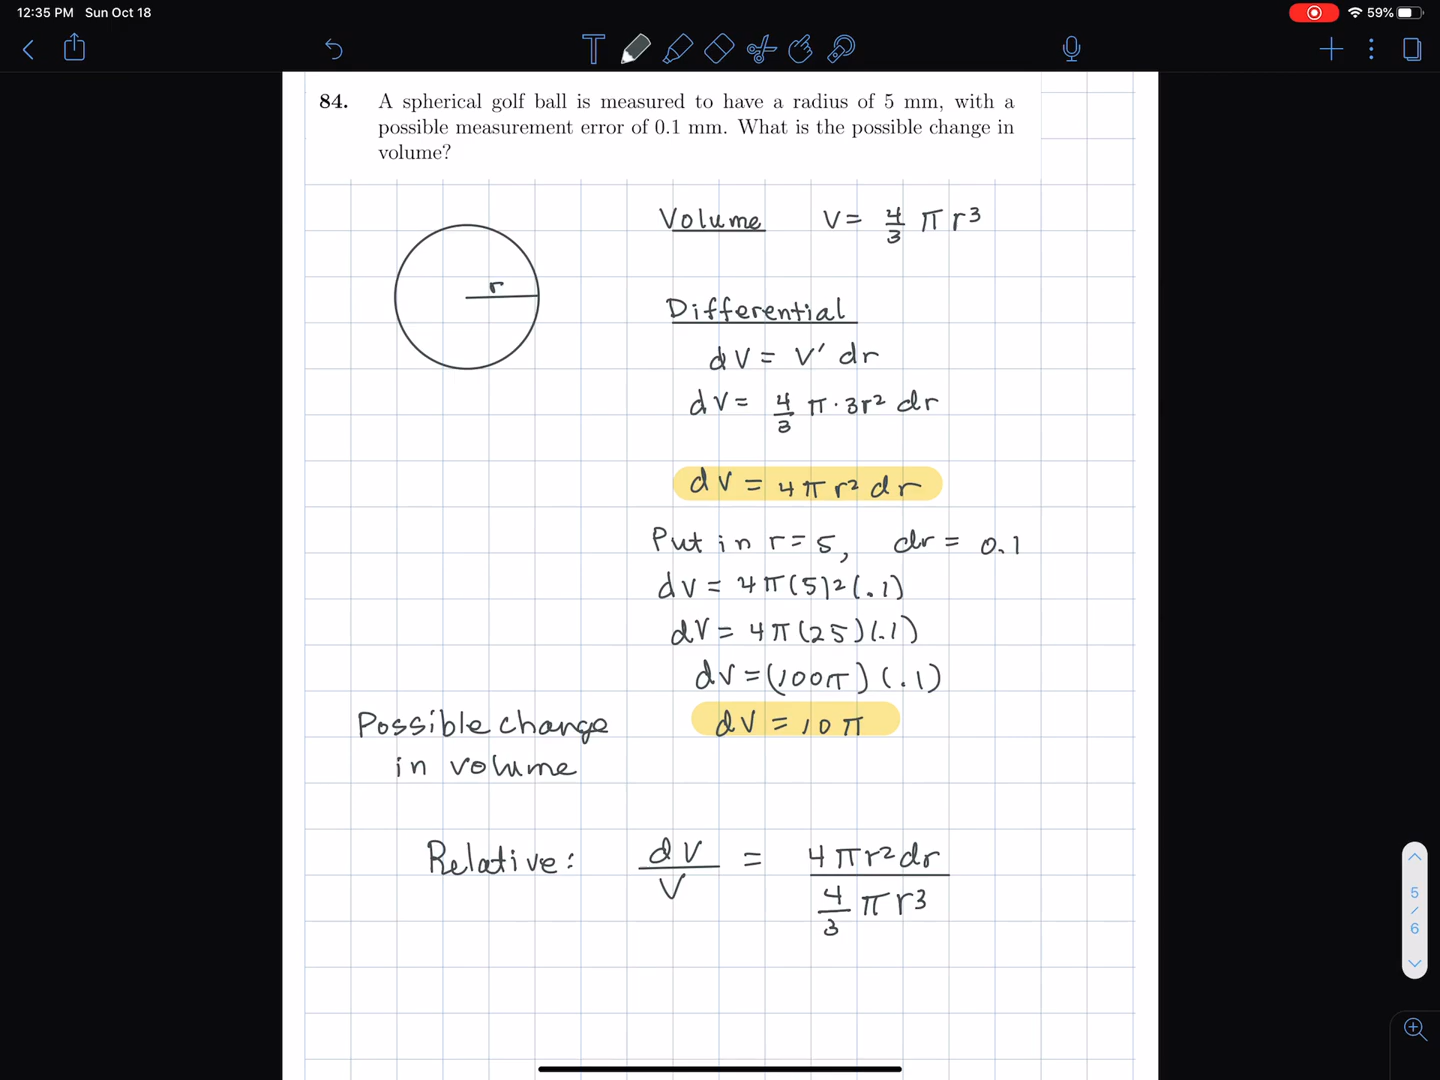 12:35 PM Sun Oct 18
59%
84. A spherical golf ball is measured to have a radius of 5 mm, with a
possible measurement error of 0.1 mm. What is the possible change in
volume?
Volume V = 4/3 π r³
r
Differential
dV = V′ dr
dV = 4/3 π · 3r² dr
dV = 4πr² dr
Put in r = 5, dr = 0.1
dV = 4π(5)²(.1)
dV = 4π(25)(.1)
dV = (100π)(.1)
Possible change
in volume
dV = 10π
Relative: dV/V = 4πr²dr / 4/3 πr³
5
/
6